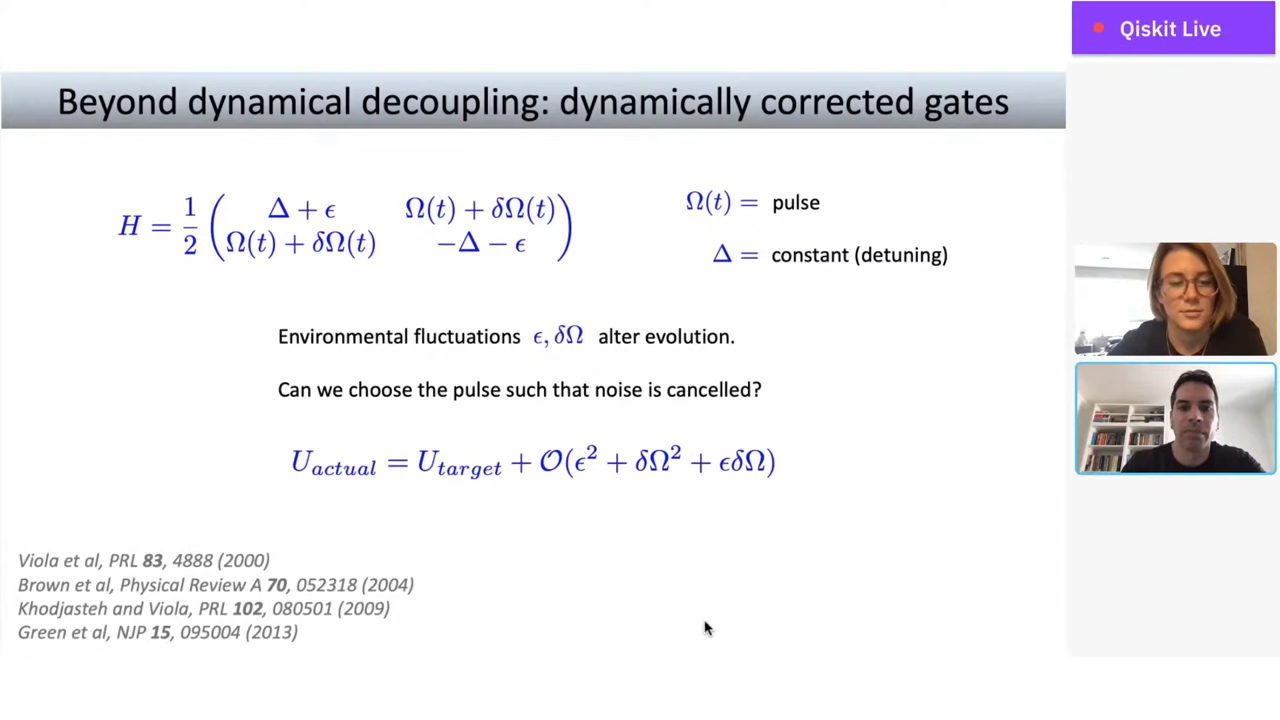 Qiskit Live
Beyond dynamical decoupling: dynamically corrected gates
H = 1/2 ( Δ + ϵ   Ω(t) + δΩ(t)
Ω(t) + δΩ(t)   −Δ − ϵ )
Ω(t) = pulse
Δ = constant (detuning)
Environmental fluctuations ϵ, δΩ alter evolution.
Can we choose the pulse such that noise is cancelled?
U_actual = U_target + 𝒪(ϵ² + δΩ² + ϵδΩ)
Viola et al, PRL 83, 4888 (2000)
Brown et al, Physical Review A 70, 052318 (2004)
Khodjasteh and Viola, PRL 102, 080501 (2009)
Green et al, NJP 15, 095004 (2013)